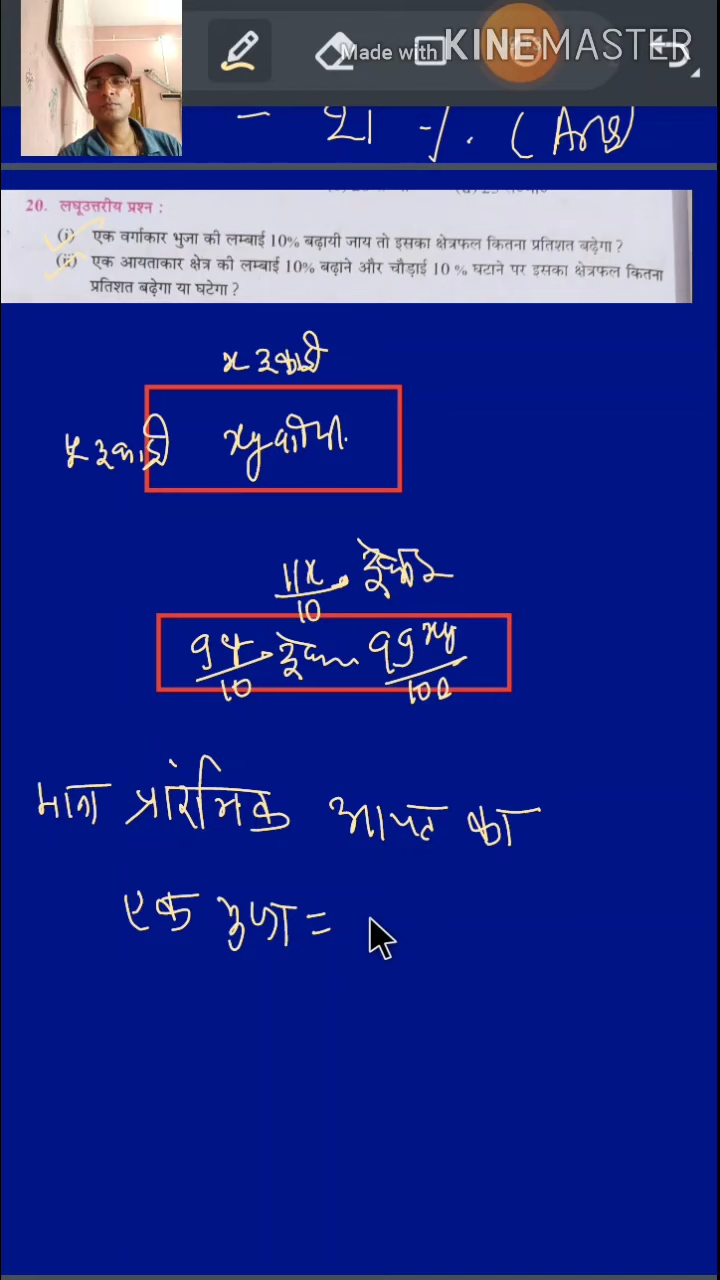 Made with KINEMASTER
= 21 %. (Ans)
20. लघूउत्तरीय प्रश्न :
(i) एक वर्गाकार भुजा की लम्बाई 10% बढ़ायी जाय तो इसका क्षेत्रफल कितना प्रतिशत बढ़ेगा ?
(ii) एक आयताकार क्षेत्र की लम्बाई 10% बढ़ाने और चौड़ाई 10 % घटाने पर इसका क्षेत्रफल कितना
प्रतिशत बढ़ेगा या घटेगा ?
x इकाई
y इकाई xy
11x/10 इकाई
9y/10 99xy/100
माना प्रारंभिक आयत का
एक भुजा =